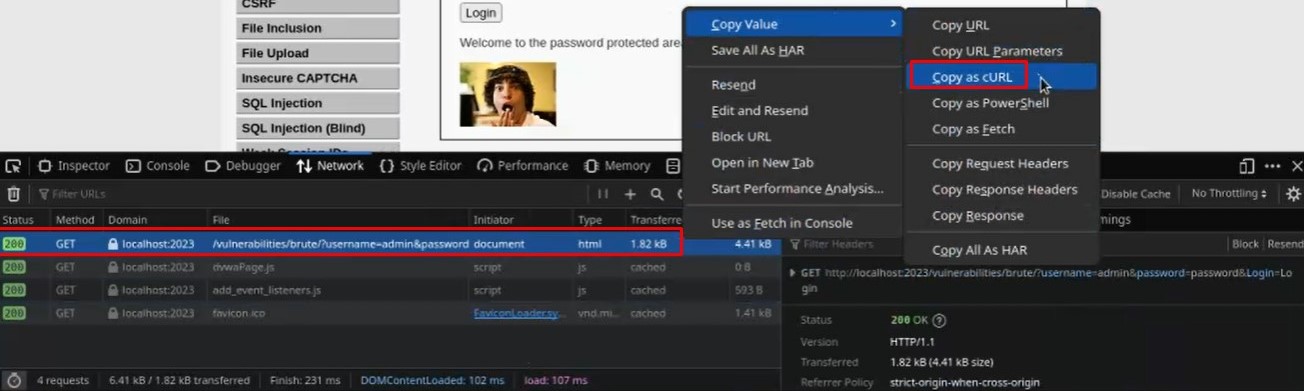 CSRF
File Inclusion
File Upload
Insecure CAPTCHA
SQL Injection
SQL Injection (Blind)
Login
Welcome to the password protected area
Copy Value
Save All As HAR
Resend
Edit and Resend
Block URL
Open in New Tab
Start Performance Analysis...
Use as Fetch in Console
Copy URL
Copy URL Parameters
Copy as cURL
Copy as PowerShell
Copy as Fetch
Copy Request Headers
Copy Response Headers
Copy Response
Copy All As HAR
Inspector Console Debugger Network Style Editor Performance Memory
Filter URLs
Disable Cache No Throttling
Status Method Domain File Initiator Type Transferre
200 GET localhost:2023 /vulnerabilities/brute/?username=admin&password document html 1.82 kB 4.41 kB
200 GET localhost:2023 dvwaPage.js script js cached 0 B
200 GET localhost:2023 add_event_listeners.js script js cached 593 B
200 GET localhost:2023 favicon.ico FaviconLoader.sy... vnd.mi... cached 1.41 kB
4 requests 6.41 kB / 1.82 kB transferred Finish: 231 ms DOMContentLoaded: 102 ms load: 107 ms
Filter Headers Block Resend
GET http://localhost:2023/vulnerabilities/brute/?username=admin&password=password&Login=Lo
gin
Status 200 OK
Version HTTP/1.1
Transferred 1.82 kB (4.41 kB size)
Referrer Policy strict-origin-when-cross-origin